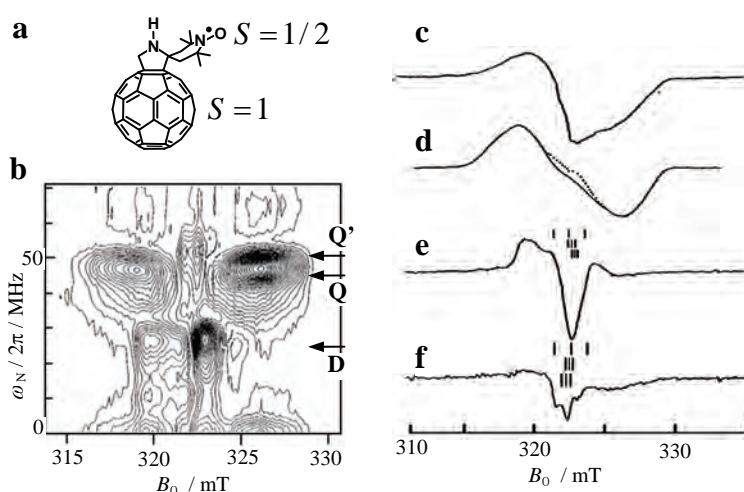 a
H
N
N
•
O
S = 1/2
S = 1
b
50
0
ω_N / 2π / MHz
Q'
Q
D
315 320 325 330
B_0 / mT
c
d
e
f
310 320 330
B_0 / mT